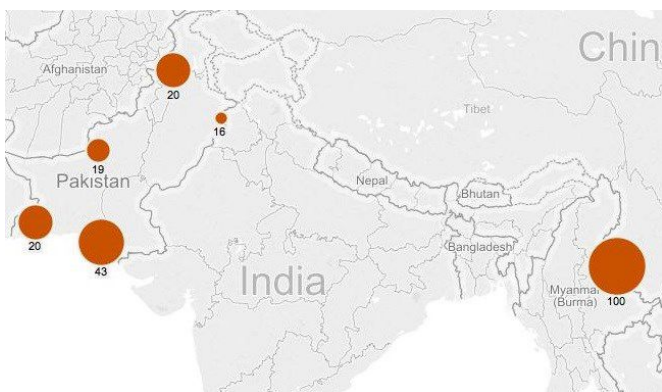 Chin
Afghanistan
20
Tibet
16
19
Pakistan
Nepal
Bhutan
20
43
Bangladesh
India
Myanmar
(Burma)
100